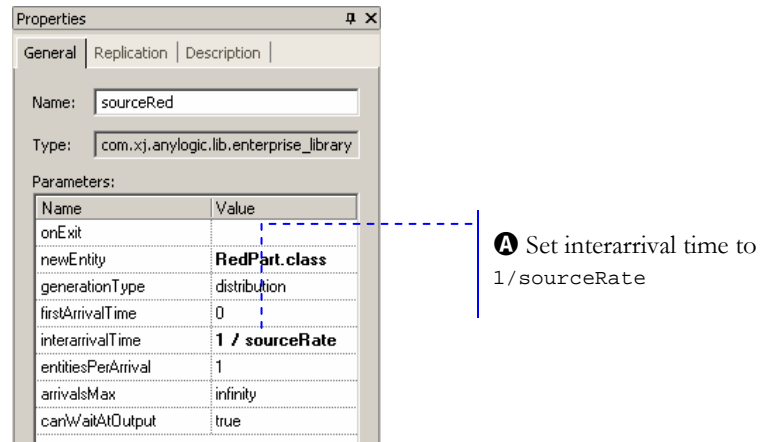 Properties
General Replication Description
Name: sourceRed
Type: com.xj.anylogic.lib.enterprise_library
Parameters:
Name Value
onExit
newEntity RedPart.class
generationType distribution
firstArrivalTime 0
interarrivalTime 1 / sourceRate
entitiesPerArrival 1
arrivalsMax infinity
canWaitAtOutput true
A Set interarrival time to
1/sourceRate